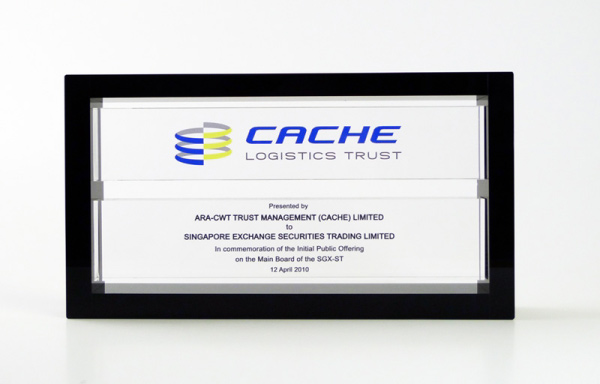 CACHE
LOGISTICS TRUST
Presented by
ARA-CWT TRUST MANAGEMENT (CACHE) LIMITED
to
SINGAPORE EXCHANGE SECURITIES TRADING LIMITED
In commemoration of the Initial Public Offering
on the Main Board of the SGX-ST
12 April 2010